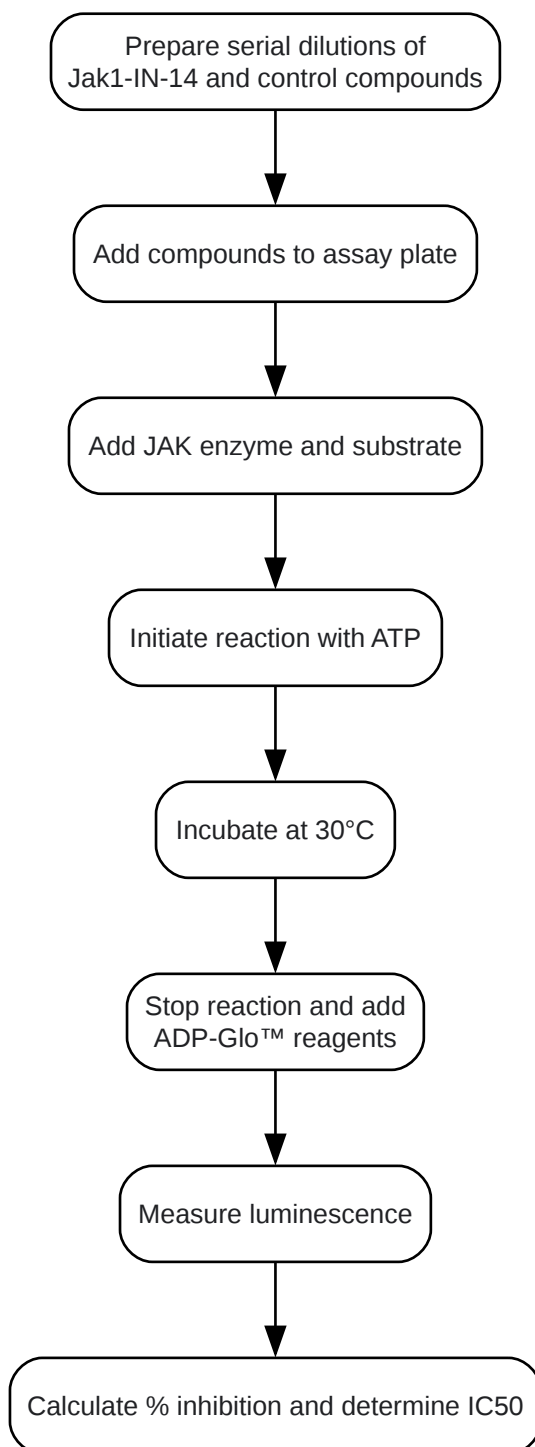 Prepare serial dilutions of
Jak1-IN-14 and control compounds
Add compounds to assay plate
Add JAK enzyme and substrate
Initiate reaction with ATP
Incubate at 30°C
Stop reaction and add
ADP-Glo™ reagents
Measure luminescence
Calculate % inhibition and determine IC50